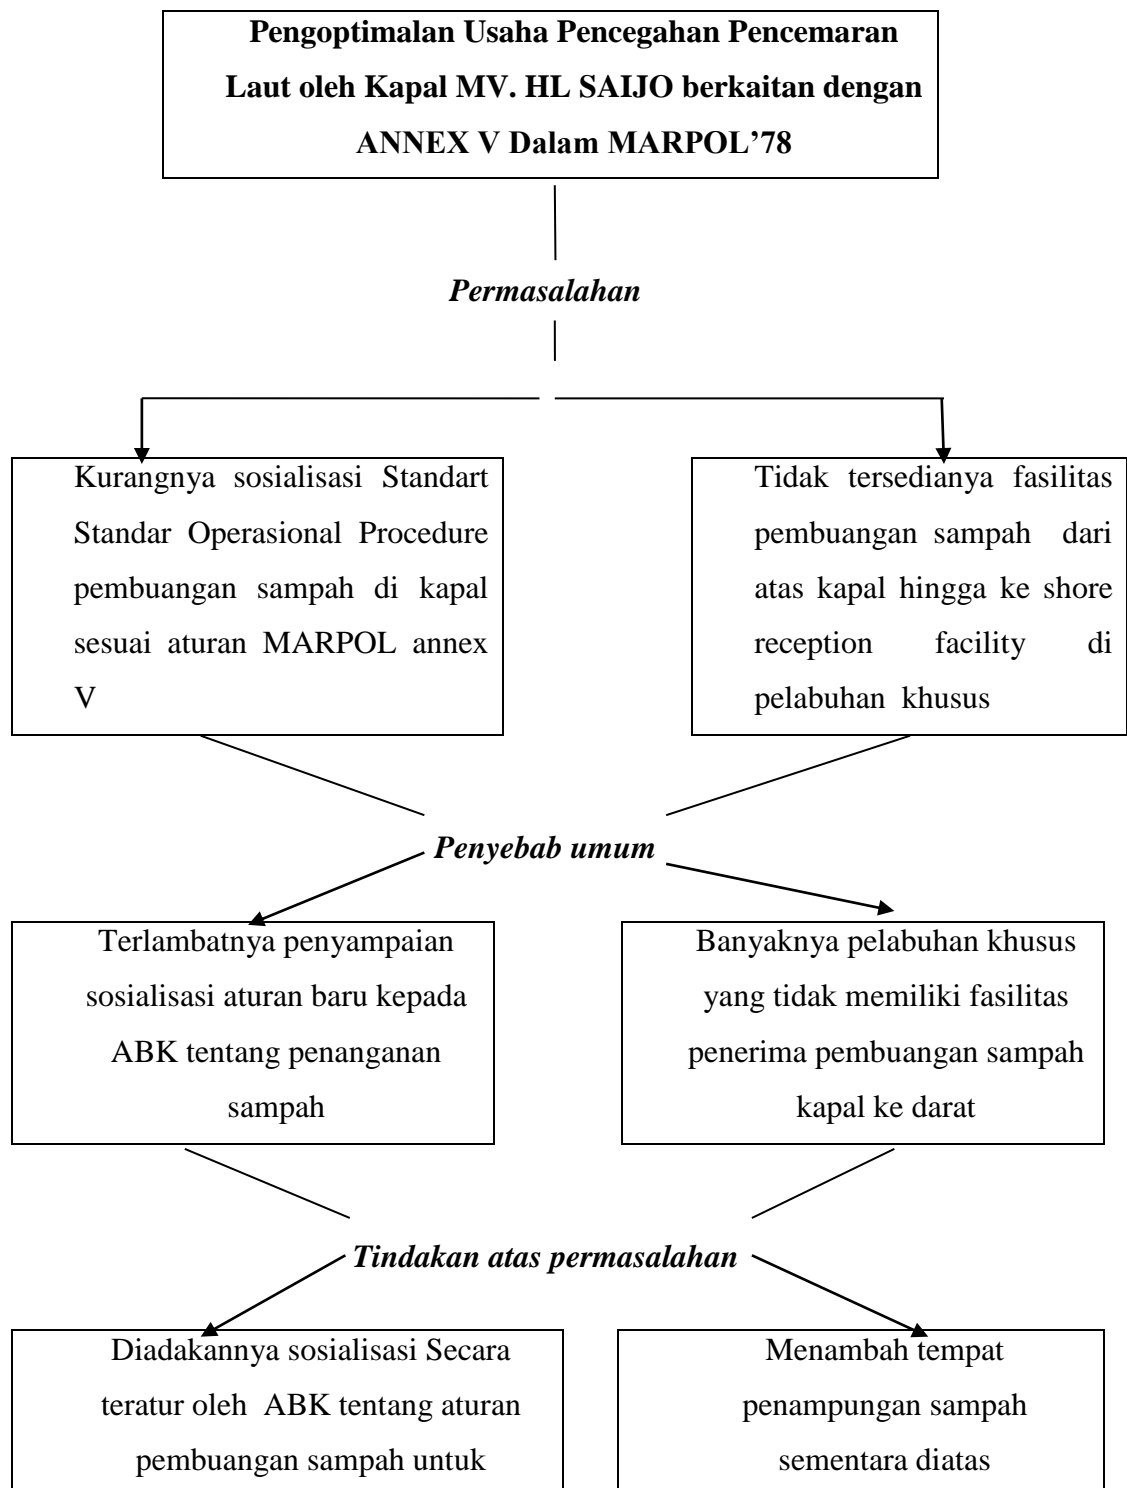 Pengoptimalan Usaha Pencegahan Pencemaran
Laut oleh Kapal MV. HL SAIJO berkaitan dengan
ANNEX V Dalam MARPOL’78
Permasalahan
Kurangnya sosialisasi Standart
Standar Operasional Procedure
pembuangan sampah di kapal
sesuai aturan MARPOL annex
V
Tidak tersedianya fasilitas
pembuangan sampah dari
atas kapal hingga ke shore
reception facility di
pelabuhan khusus
Penyebab umum
Terlambatnya penyampaian
sosialisasi aturan baru kepada
ABK tentang penanganan
sampah
Banyaknya pelabuhan khusus
yang tidak memiliki fasilitas
penerima pembuangan sampah
kapal ke darat
Tindakan atas permasalahan
Diadakannya sosialisasi Secara
teratur oleh ABK tentang aturan
pembuangan sampah untuk
Menambah tempat
penampungan sampah
sementara diatas